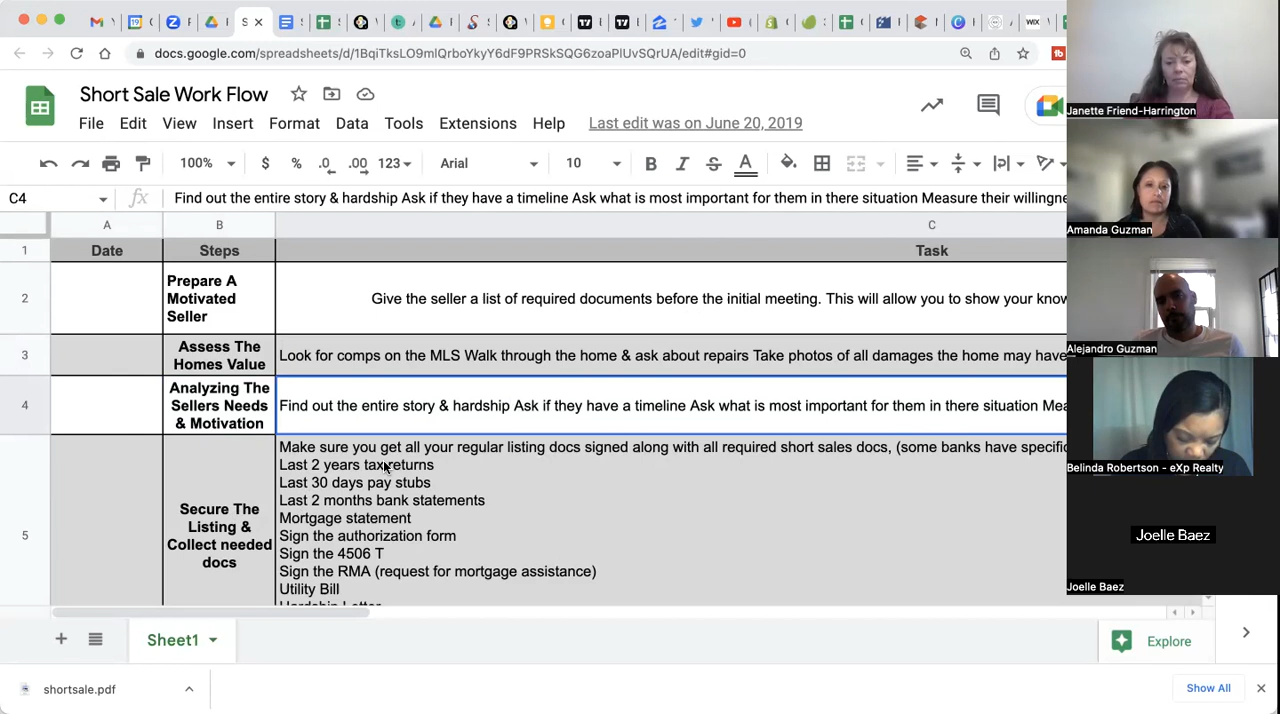 docs.google.com/spreadsheets/d/1BqiTksLO9mlQrboYkyY6dF9PRSkSQG6zoaPlUvSQrUA/edit#gid=0
Short Sale Work Flow
File Edit View Insert Format Data Tools Extensions Help Last edit was on June 20, 2019
100% $ % .0 .00 123 Arial 10 B I S A
C4 fx Find out the entire story & hardship Ask if they have a timeline Ask what is most important for them in there situation Measure their willingne
A B C
1 Date Steps Task
2 Prepare A
Motivated
Seller
Give the seller a list of required documents before the initial meeting. This will allow you to show your know
3 Assess The
Homes Value
Look for comps on the MLS Walk through the home & ask about repairs Take photos of all damages the home may have
4 Analyzing The
Sellers Needs
& Motivation
Find out the entire story & hardship Ask if they have a timeline Ask what is most important for them in there situation Mea
5 Secure The
Listing &
Collect needed
docs
Make sure you get all your regular listing docs signed along with all required short sales docs, (some banks have specific
Last 2 years tax returns
Last 30 days pay stubs
Last 2 months bank statements
Mortgage statement
Sign the authorization form
Sign the 4506 T
Sign the RMA (request for mortgage assistance)
Utility Bill
Hardship Letter
Sheet1
Explore
shortsale.pdf
Show All
Janette Friend-Harrington
Amanda Guzman
Alejandro Guzman
Belinda Robertson - eXp Realty
Joelle Baez
Joelle Baez